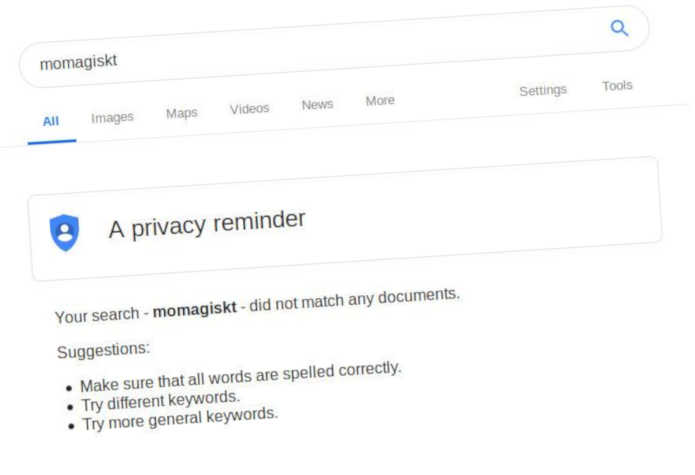 momagiskt
All Images Maps Videos News More Settings Tools
A privacy reminder
Your search - momagiskt - did not match any documents.
Suggestions:
Make sure that all words are spelled correctly.
Try different keywords.
Try more general keywords.